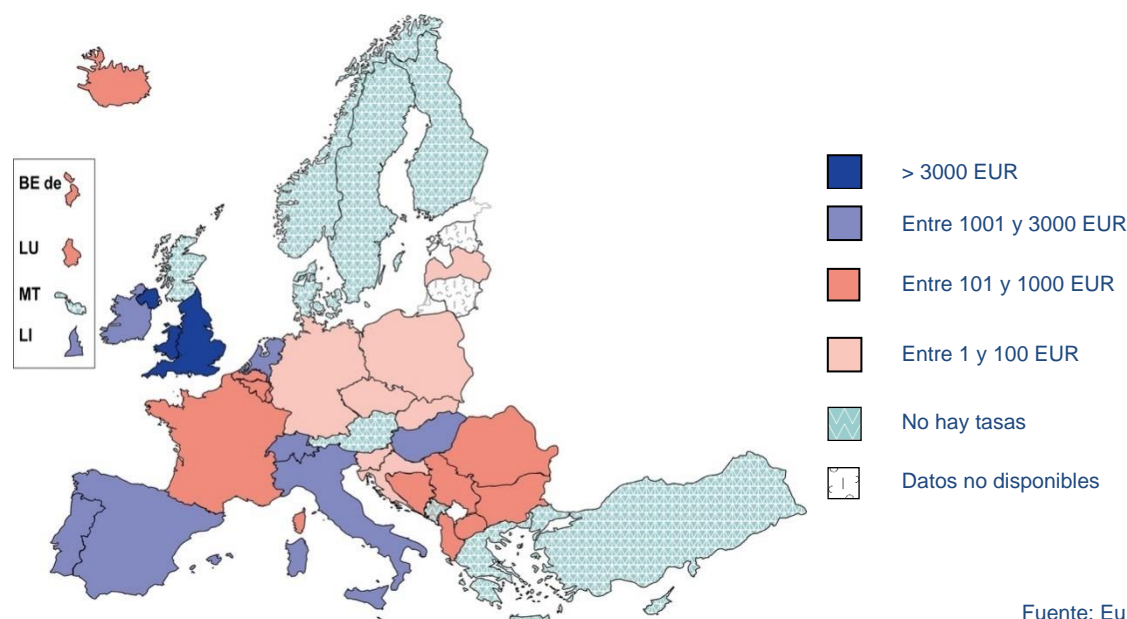 BE de
LU
MT
LI
> 3000 EUR
Entre 1001 y 3000 EUR
Entre 101 y 1000 EUR
Entre 1 y 100 EUR
No hay tasas
Datos no disponibles
Fuente: Eu